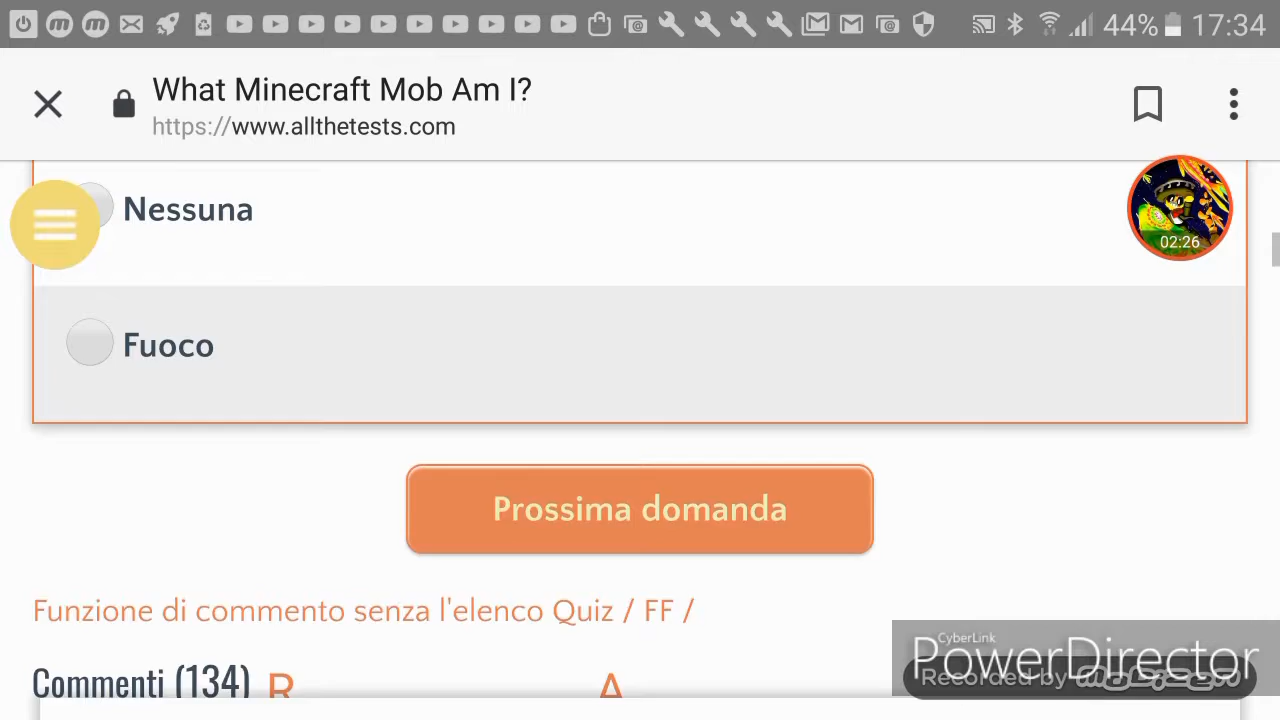 44% 17:34
What Minecraft Mob Am I?
https://www.allthetests.com
Nessuna
02:26
Fuoco
Prossima domanda
Funzione di commento senza l'elenco Quiz / FF /
Commenti (134) R A
CyberLink
PowerDirector
Recorded by